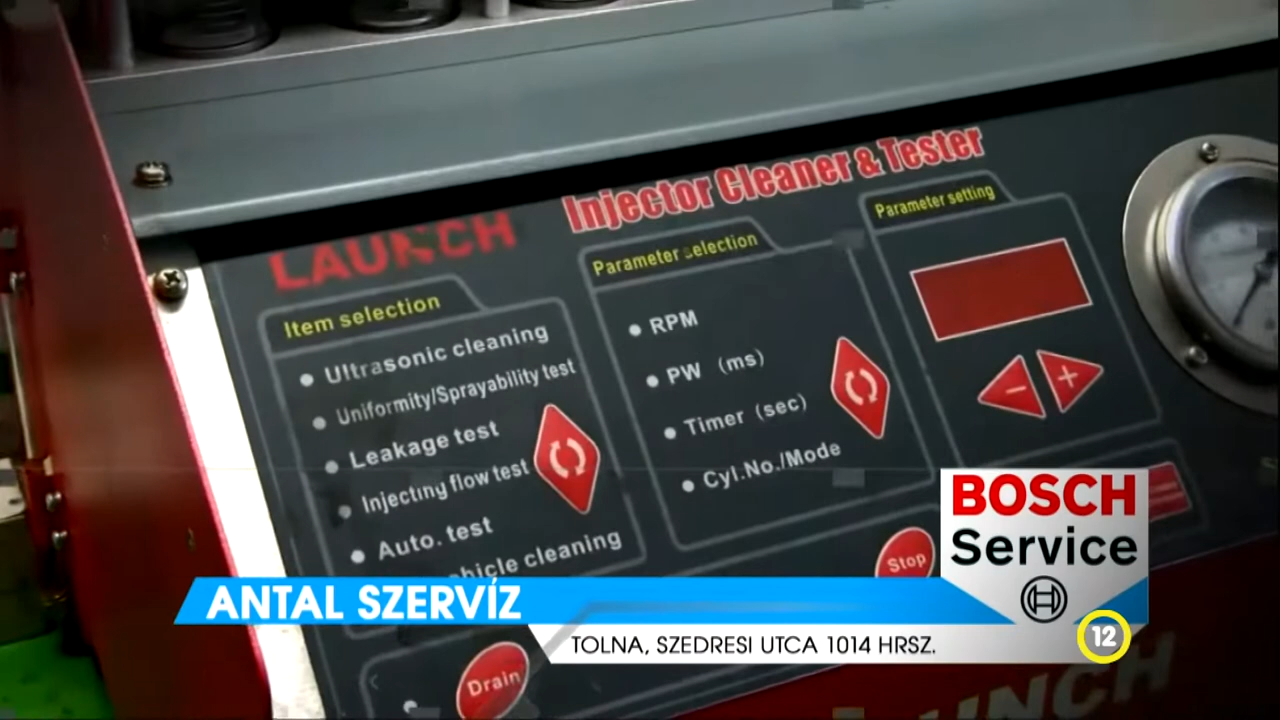 Injector Cleaner & Tester
LAUNCH
Item selection
Ultrasonic cleaning
Uniformity/Sprayability test
Leakage test
Injecting flow test
Auto. test
Parameter selection
RPM
PW (ms)
Timer (sec)
Cyl.No./Mode
Parameter setting
- +
Stop
Drain
BOSCH
Service
ANTAL SZERVÍZ
TOLNA, SZEDRESI UTCA 1014 HRSZ.
12